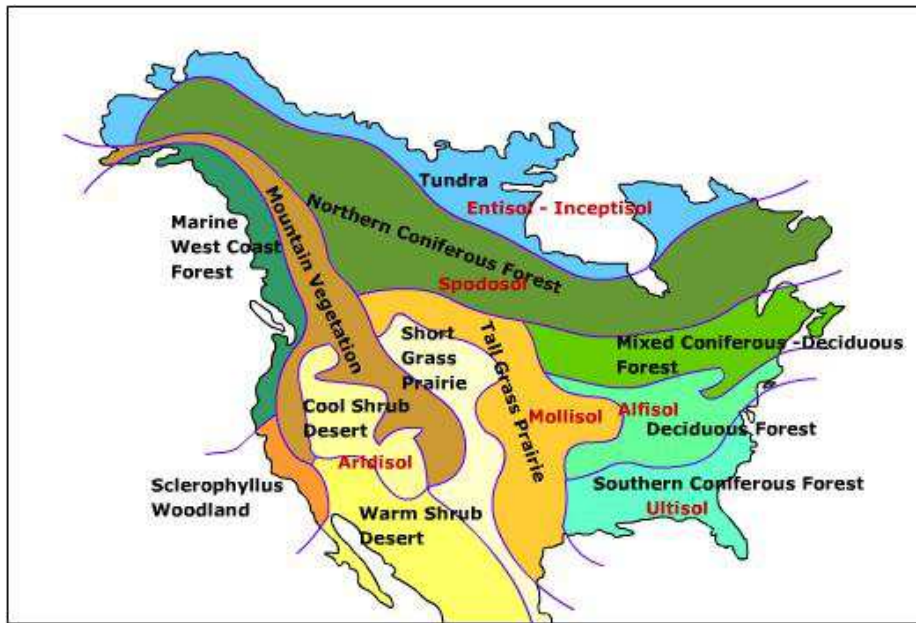 Tundra
Entisol - Inceptisol
Northern Coniferous Forest
Spodosol
Marine
West Coast
Forest
Mountain Vegetation
Short
Grass
Prairie
Tall Grass Prairie
Mixed Coniferous -Deciduous
Forest
Cool Shrub
Desert
Mollisol
Alfisol
Deciduous Forest
Aridisol
Sclerophyllus
Woodland
Warm Shrub
Desert
Southern Coniferous Forest
Ultisol